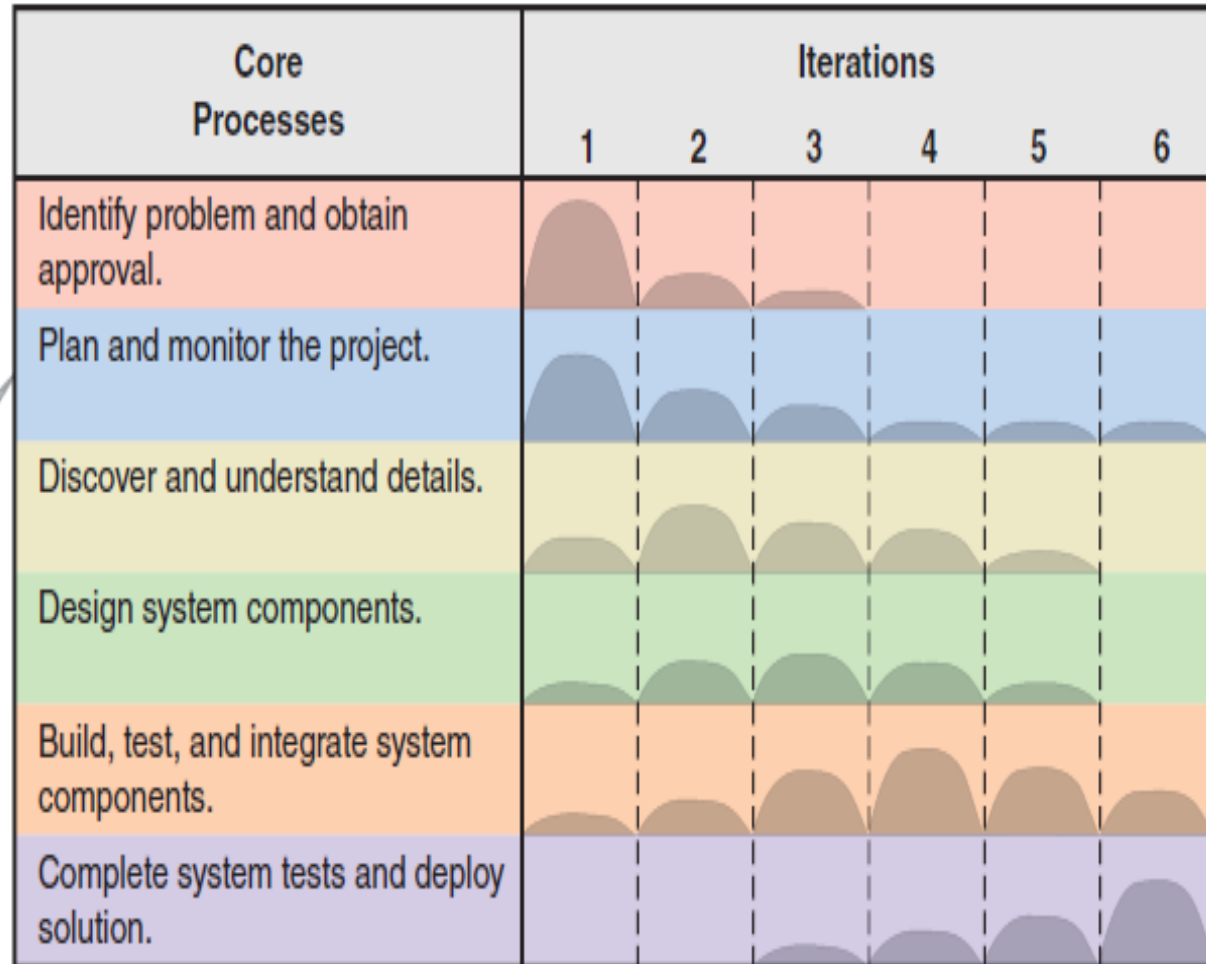 Core
Processes
Iterations
1 2 3 4 5 6
Identify problem and obtain
approval.
Plan and monitor the project.
Discover and understand details.
Design system components.
Build, test, and integrate system
components.
Complete system tests and deploy
solution.